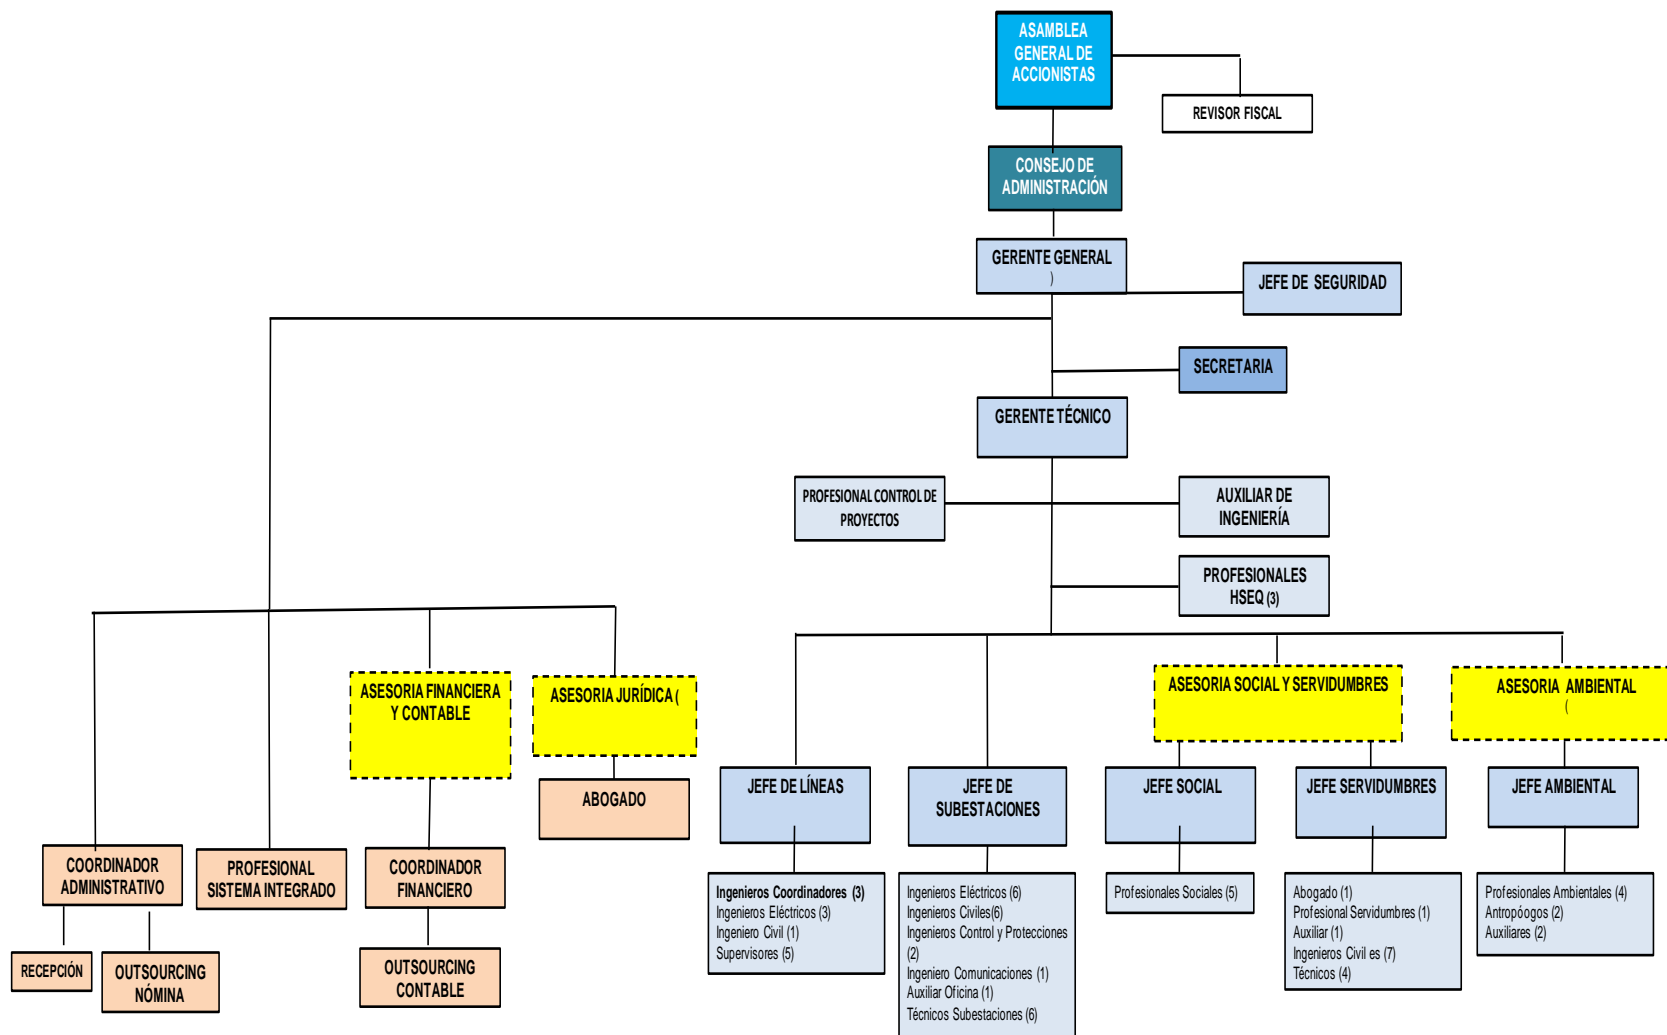 ASAMBLEA
GENERAL DE
ACCIONISTAS
REVISOR FISCAL
CONSEJO DE
ADMINISTRACIÓN
GERENTE GENERAL
)
JEFE DE SEGURIDAD
SECRETARIA
GERENTE TÉCNICO
PROFESIONAL CONTROL DE
PROYECTOS
AUXILIAR DE
INGENIERÍA
PROFESIONALES
HSEQ (3)
ASESORIA FINANCIERA
Y CONTABLE
ASESORIA JURÍDICA (
ASESORIA SOCIAL Y SERVIDUMBRES
ASESORIA AMBIENTAL
(
ABOGADO
JEFE DE LÍNEAS
JEFE DE
SUBESTACIONES
JEFE SOCIAL
JEFE SERVIDUMBRES
JEFE AMBIENTAL
COORDINADOR
ADMINISTRATIVO
PROFESIONAL
SISTEMA INTEGRADO
COORDINADOR
FINANCIERO
RECEPCIÓN
OUTSOURCING
NÓMINA
OUTSOURCING
CONTABLE
Ingenieros Coordinadores (3)
Ingenieros Eléctricos (3)
Ingeniero Civil (1)
Supervisores (5)
Ingenieros Eléctricos (6)
Ingenieros Civiles(6)
Ingenieros Control y Protecciones
(2)
Ingeniero Comunicaciones (1)
Auxiliar Oficina (1)
Técnicos Subestaciones (6)
Profesionales Sociales (5)
Abogado (1)
Profesional Servidumbres (1)
Auxiliar (1)
Ingenieros Civil es (7)
Técnicos (4)
Profesionales Ambientales (4)
Antropóogos (2)
Auxiliares (2)